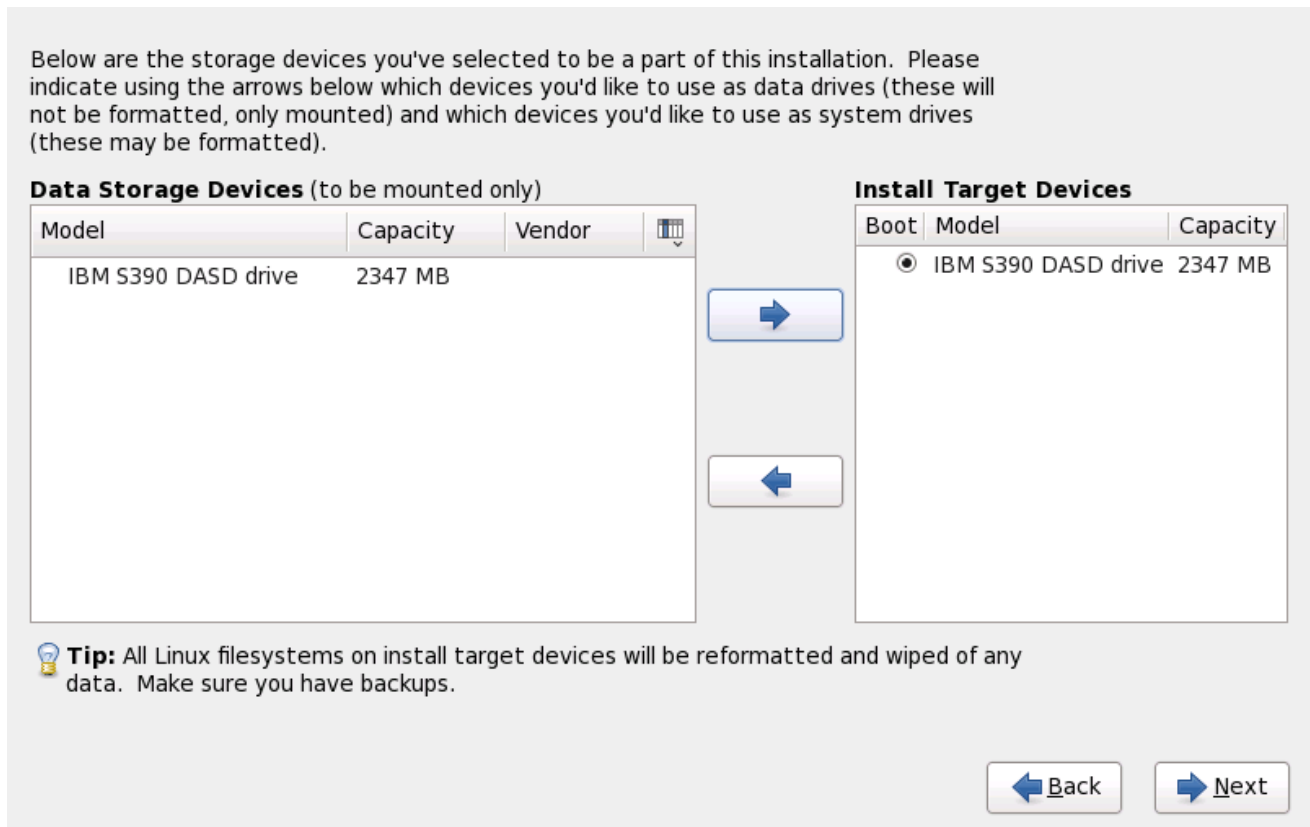 Below are the storage devices you've selected to be a part of this installation.  Please
indicate using the arrows below which devices you'd like to use as data drives (these will
not be formatted, only mounted) and which devices you'd like to use as system drives
(these may be formatted).
Data Storage Devices (to be mounted only)
Model Capacity Vendor
IBM S390 DASD drive 2347 MB
Install Target Devices
Boot Model Capacity
IBM S390 DASD drive 2347 MB
Tip: All Linux filesystems on install target devices will be reformatted and wiped of any
data.  Make sure you have backups.
Back
Next